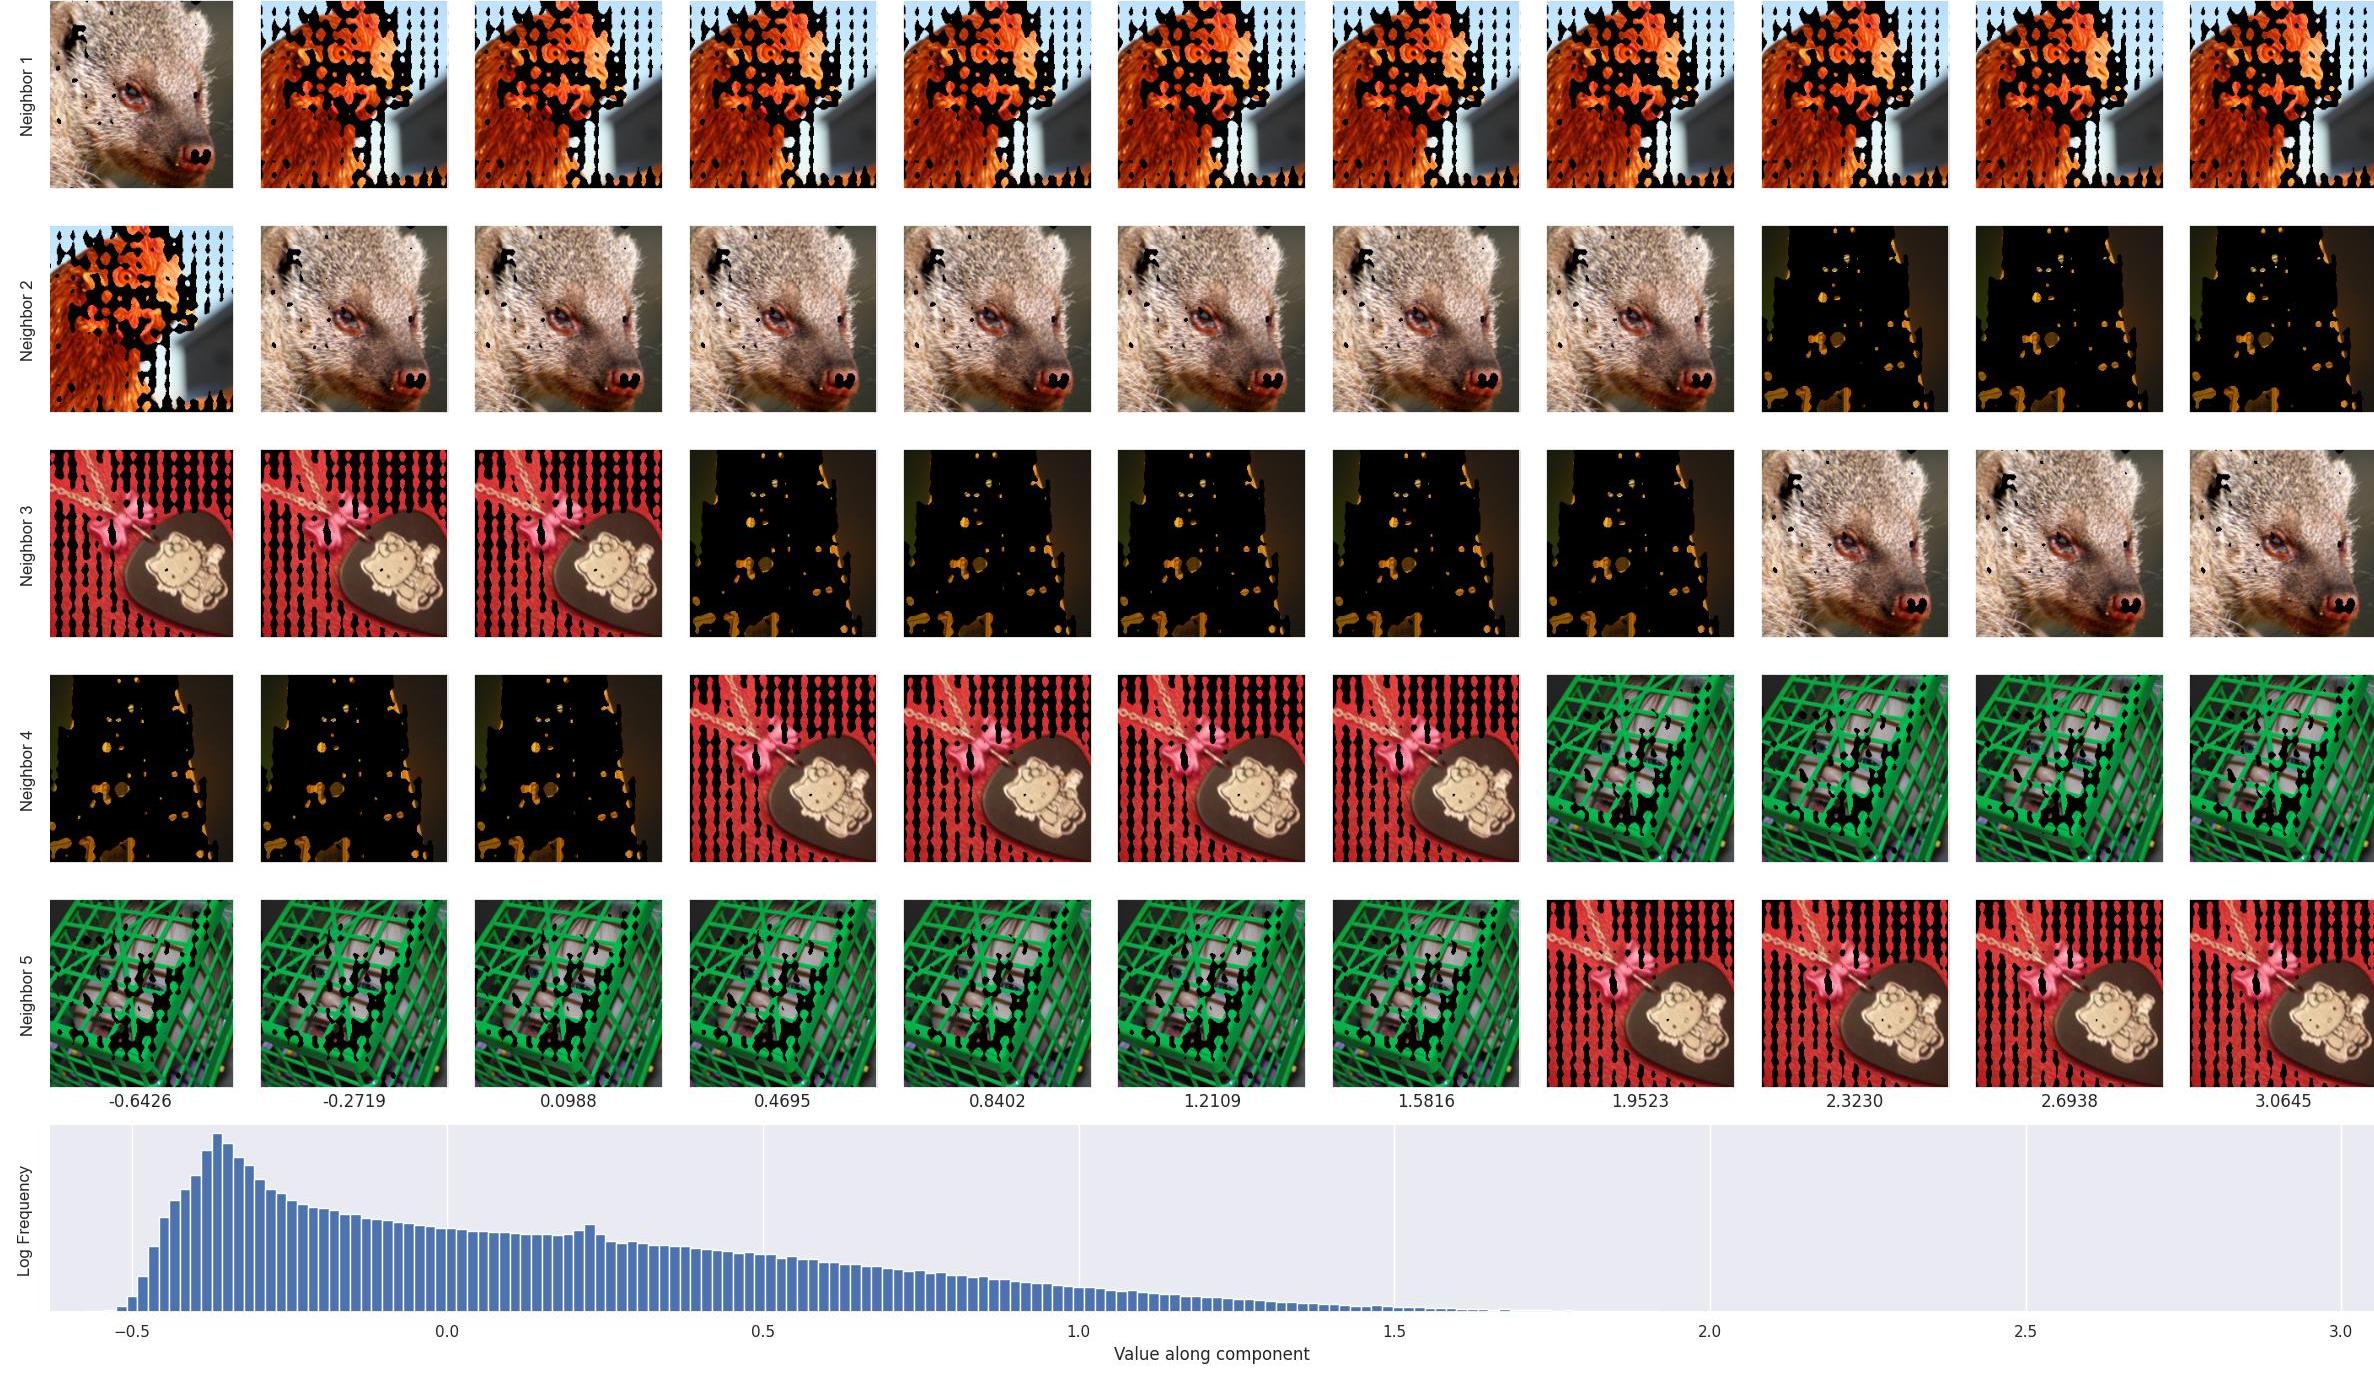 Neighbor 1
Neighbor 2
Neighbor 3
Neighbor 4
Neighbor 5
-0.6426 -0.2719 0.0988 0.4695 0.8402 1.2109 1.5816 1.9523 2.3230 2.6938 3.0645
Log Frequency
−0.5 0.0 0.5 1.0 1.5 2.0 2.5 3.0
Value along component